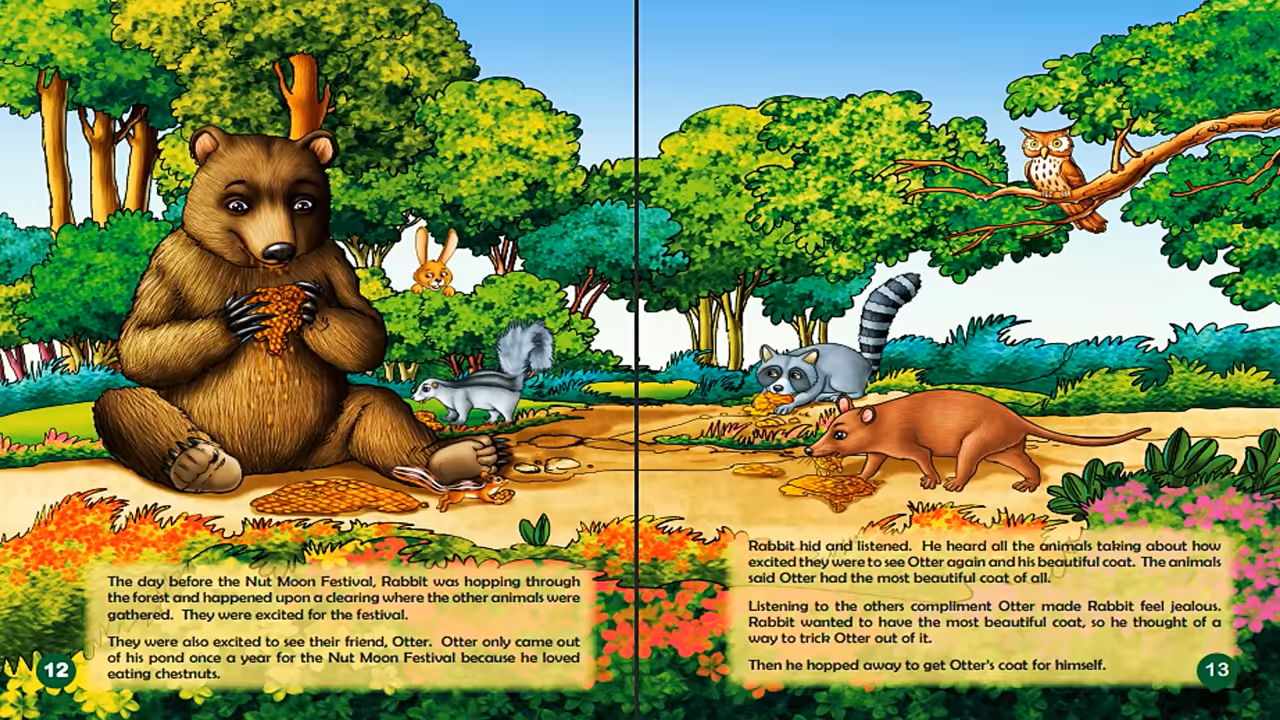 The day before the Nut Moon Festival, Rabbit was hopping through
the forest and happened upon a clearing where the other animals were
gathered. They were excited for the festival.
They were also excited to see their friend, Otter. Otter only came out
of his pond once a year for the Nut Moon Festival because he loved
eating chestnuts.
12
Rabbit hid and listened. He heard all the animals taking about how
excited they were to see Otter again and his beautiful coat. The animals
said Otter had the most beautiful coat of all.
Listening to the others compliment Otter made Rabbit feel jealous.
Rabbit wanted to have the most beautiful coat, so he thought of a
way to trick Otter out of it.
Then he hopped away to get Otter's coat for himself.
13